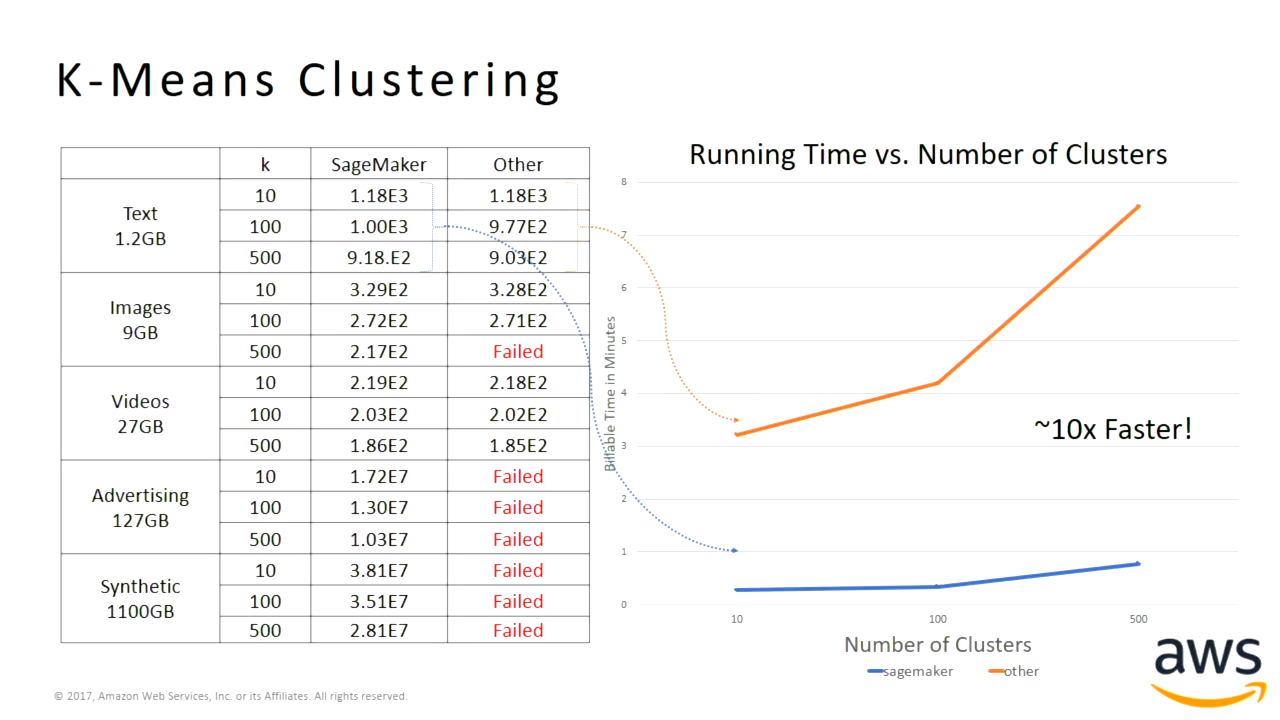 K-Means Clustering
k SageMaker Other
Text
1.2GB
10 1.18E3 1.18E3
100 1.00E3 9.77E2
500 9.18.E2 9.03E2
Images
9GB
10 3.29E2 3.28E2
100 2.72E2 2.71E2
500 2.17E2 Failed
Videos
27GB
10 2.19E2 2.18E2
100 2.03E2 2.02E2
500 1.86E2 1.85E2
Advertising
127GB
10 1.72E7 Failed
100 1.30E7 Failed
500 1.03E7 Failed
Synthetic
1100GB
10 3.81E7 Failed
100 3.51E7 Failed
500 2.81E7 Failed
Running Time vs. Number of Clusters
Billable Time in Minutes
8
7
6
5
4
3
2
1
0
~10x Faster!
10 100 500
Number of Clusters
sagemaker other
aws
© 2017, Amazon Web Services, Inc. or its Affiliates. All rights reserved.